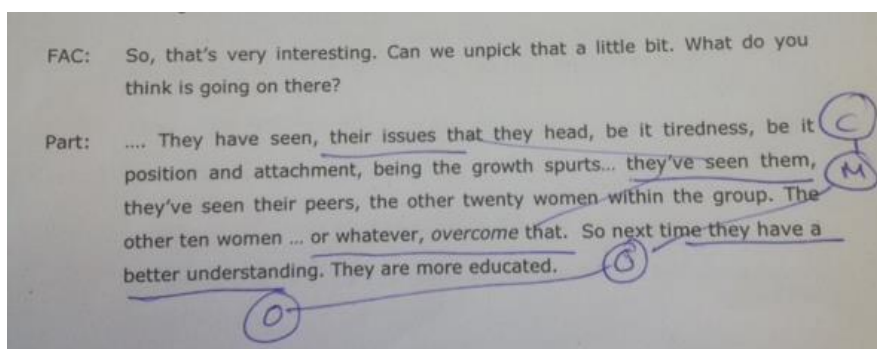 FAC: So, that's very interesting. Can we unpick that a little bit. What do you
think is going on there?
Part: .... They have seen, their issues that they head, be it tiredness, be it
C
position and attachment, being the growth spurts... they've seen them,
M
they've seen their peers, the other twenty women within the group. The
other ten women ... or whatever, overcome that. So next time they have a
better understanding. They are more educated.
O